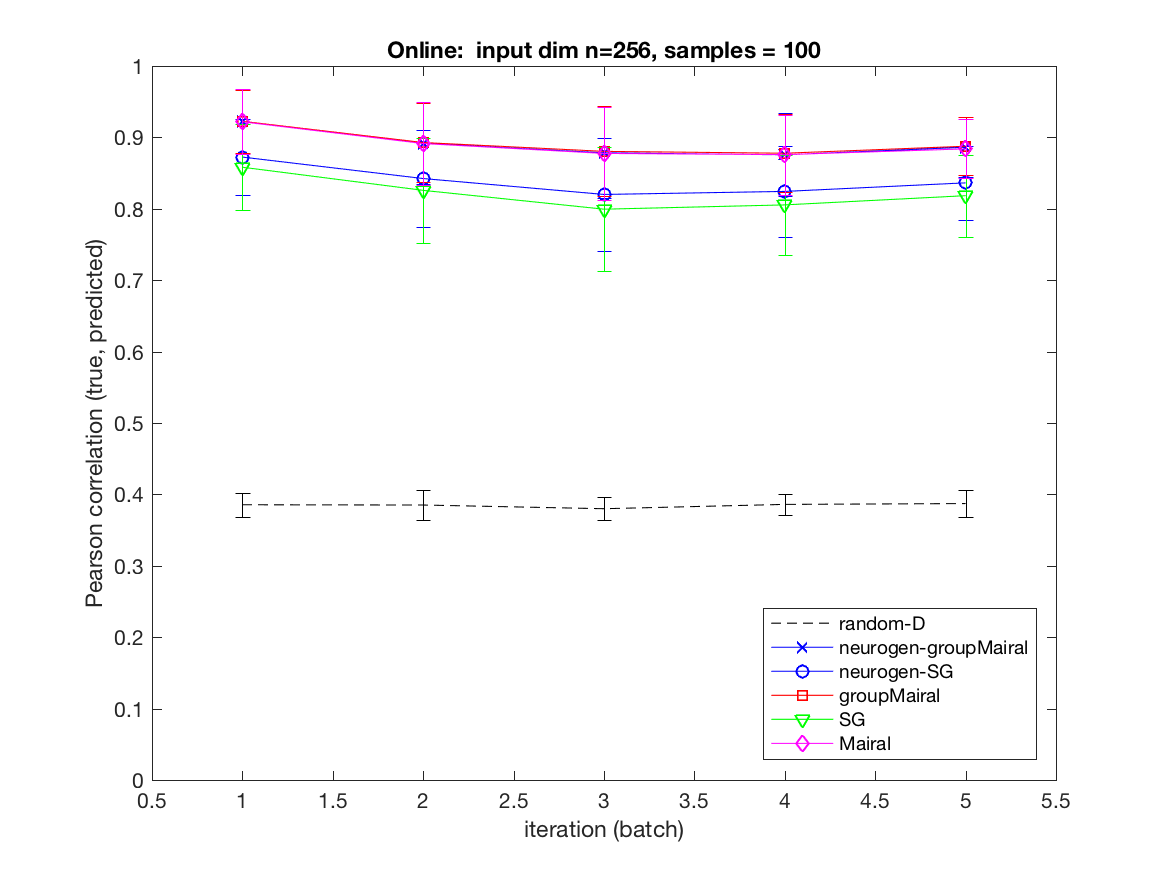 Online:  input dim n=256, samples = 100
1
0.9
0.8
0.7
0.6
0.5
0.4
0.3
0.2
0.1
0
Pearson correlation (true, predicted)
random-D
neurogen-groupMairal
neurogen-SG
groupMairal
SG
Mairal
0.5 1 1.5 2 2.5 3 3.5 4 4.5 5 5.5
iteration (batch)